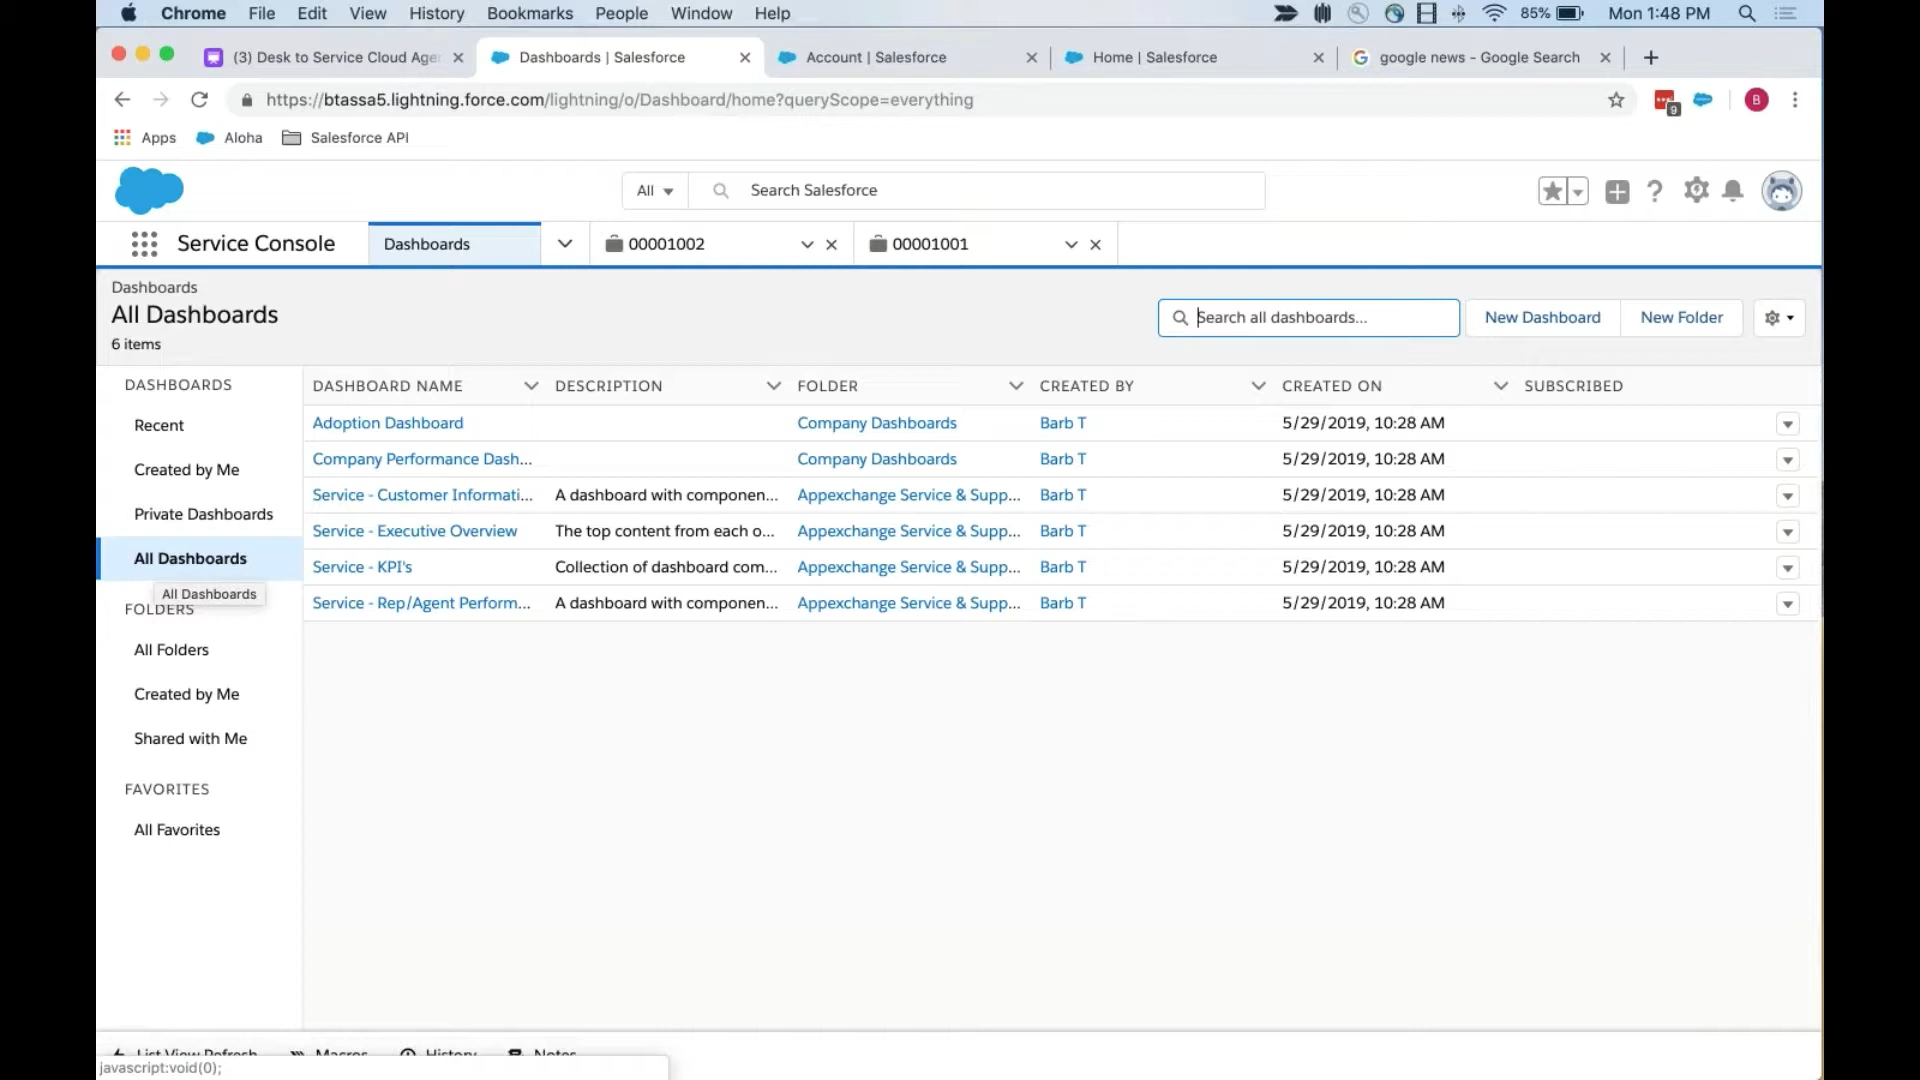 Chrome File Edit View History Bookmarks People Window Help 85% Mon 1:48 PM
(3) Desk to Service Cloud Age Dashboards | Salesforce Account | Salesforce Home | Salesforce google news - Google Search
https://btassa5.lightning.force.com/lightning/o/Dashboard/home?queryScope=everything 9 B
Apps Aloha Salesforce API
All Search Salesforce
Service Console Dashboards 00001002 00001001
Dashboards
All Dashboards
6 items
Search all dashboards... New Dashboard New Folder
DASHBOARDS
Recent
Created by Me
Private Dashboards
All Dashboards
All Dashboards
FOLDERS
All Folders
Created by Me
Shared with Me
FAVORITES
All Favorites
DASHBOARD NAME DESCRIPTION FOLDER CREATED BY CREATED ON SUBSCRIBED
Adoption Dashboard Company Dashboards Barb T 5/29/2019, 10:28 AM
Company Performance Dash... Company Dashboards Barb T 5/29/2019, 10:28 AM
Service - Customer Informati... A dashboard with componen... Appexchange Service & Supp... Barb T 5/29/2019, 10:28 AM
Service - Executive Overview The top content from each o... Appexchange Service & Supp... Barb T 5/29/2019, 10:28 AM
Service - KPI's Collection of dashboard com... Appexchange Service & Supp... Barb T 5/29/2019, 10:28 AM
Service - Rep/Agent Perform... A dashboard with componen... Appexchange Service & Supp... Barb T 5/29/2019, 10:28 AM
List View Refresh Macros History Notes
javascript:void(0);